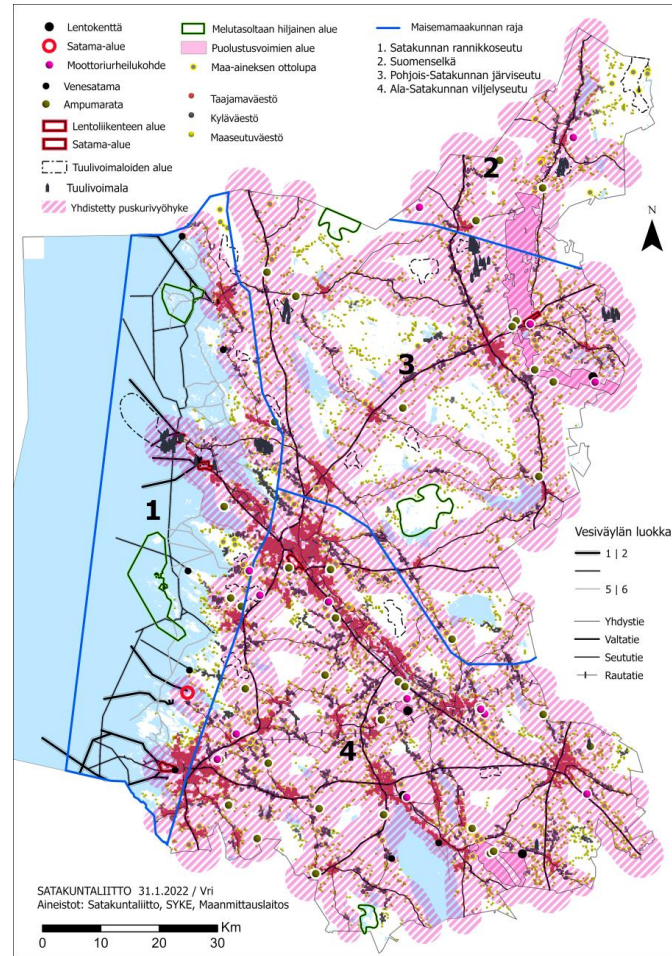 Lentokenttä
Satama-alue
Moottoriurheilukohde
Venesatama
Ampumarata
Lentoliikenteen alue
Satama-alue
Tuulivoimaloiden alue
Tuulivoimala
Yhdistetty puskurivyöhyke
Melutasoltaan hiljainen alue
Puolustusvoimien alue
Maa-aineksen ottolupa
Taajamaväestö
Kyläväestö
Maaseutuväestö
Maisemamaakunnan raja
1. Satakunnan rannikkoseutu
2. Suomenselkä
3. Pohjois-Satakunnan järviseutu
4. Ala-Satakunnan viljelyseutu
2
N
3
1
4
Vesiväylän luokka
1 | 2
5 | 6
Yhdystie
Valtatie
Seututie
Rautatie
SATAKUNTALIITTO 31.1.2022 / Vri
Aineistot: Satakuntaliitto, SYKE, Maanmittauslaitos
Km
0 10 20 30